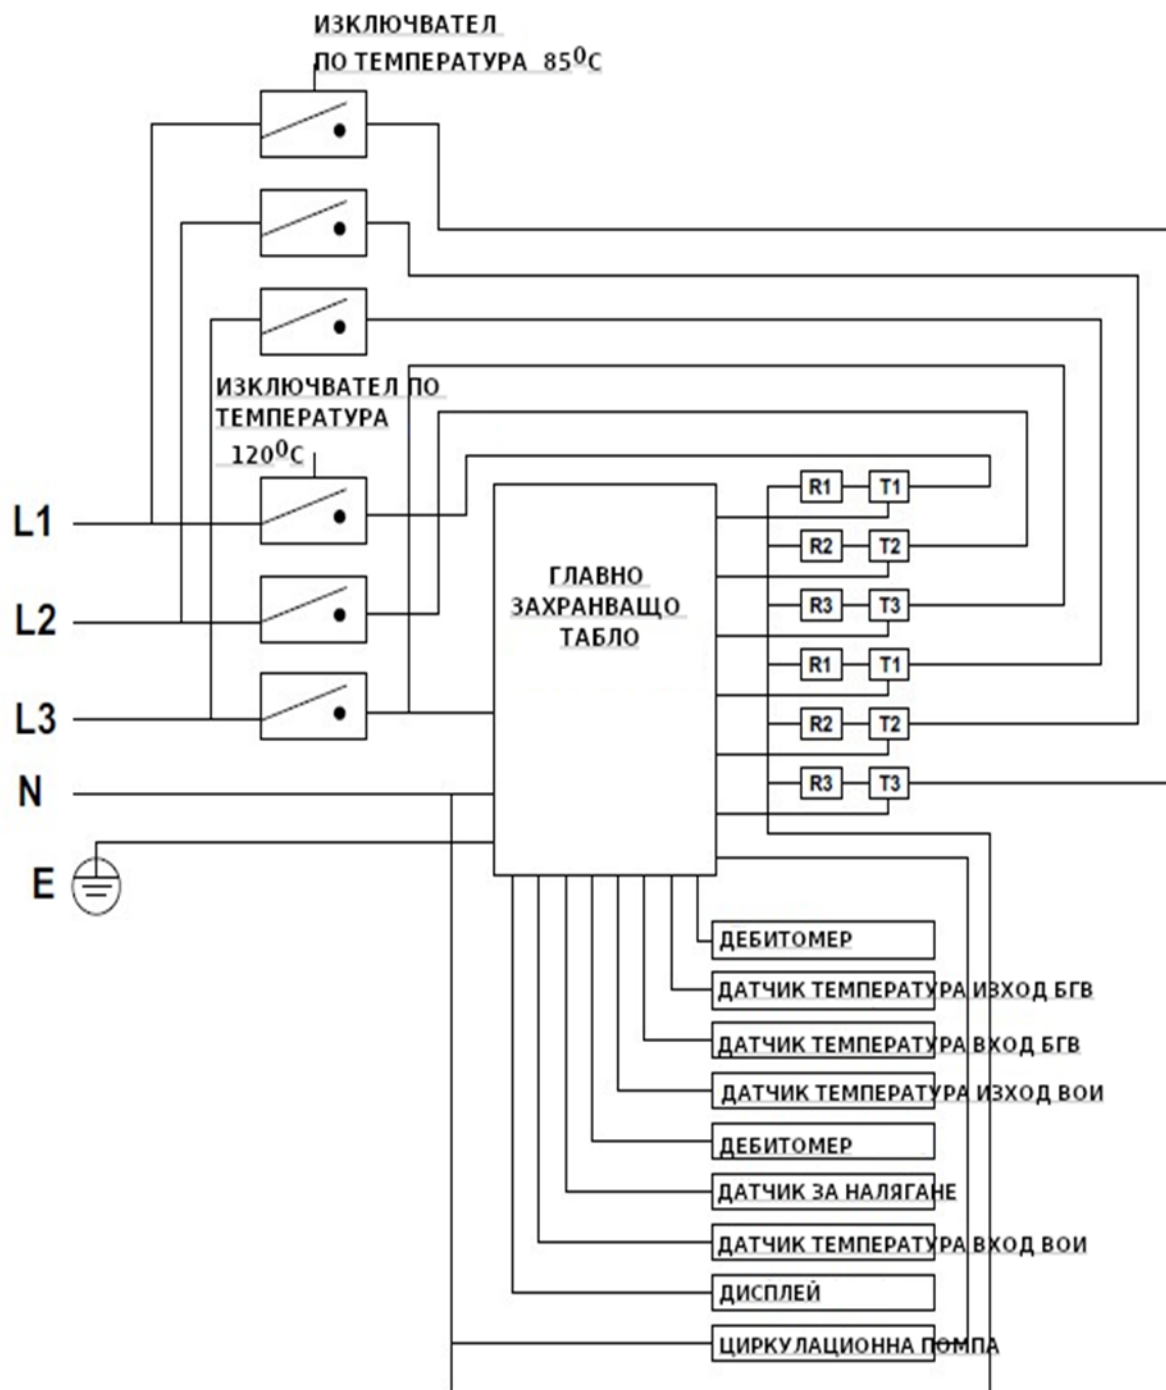 ИЗКЛЮЧВАТЕЛ
ПО ТЕМПЕРАТУРА 85⁰С
ИЗКЛЮЧВАТЕЛ ПО
ТЕМПЕРАТУРА
120⁰С
L1
L2
L3
N
E
ГЛАВНО
ЗАХРАНВАЩО
ТАБЛО
R1 T1
R2 T2
R3 T3
R1 T1
R2 T2
R3 T3
ДЕБИТОМЕР
ДАТЧИК ТЕМПЕРАТУРА ИЗХОД БГВ
ДАТЧИК ТЕМПЕРАТУРА ВХОД БГВ
ДАТЧИК ТЕМПЕРАТУРА ИЗХОД ВОИ
ДЕБИТОМЕР
ДАТЧИК ЗА НАЛЯГАНЕ
ДАТЧИК ТЕМПЕРАТУРА ВХОД ВОИ
ДИСПЛЕЙ
ЦИРКУЛАЦИОННА ПОМПА